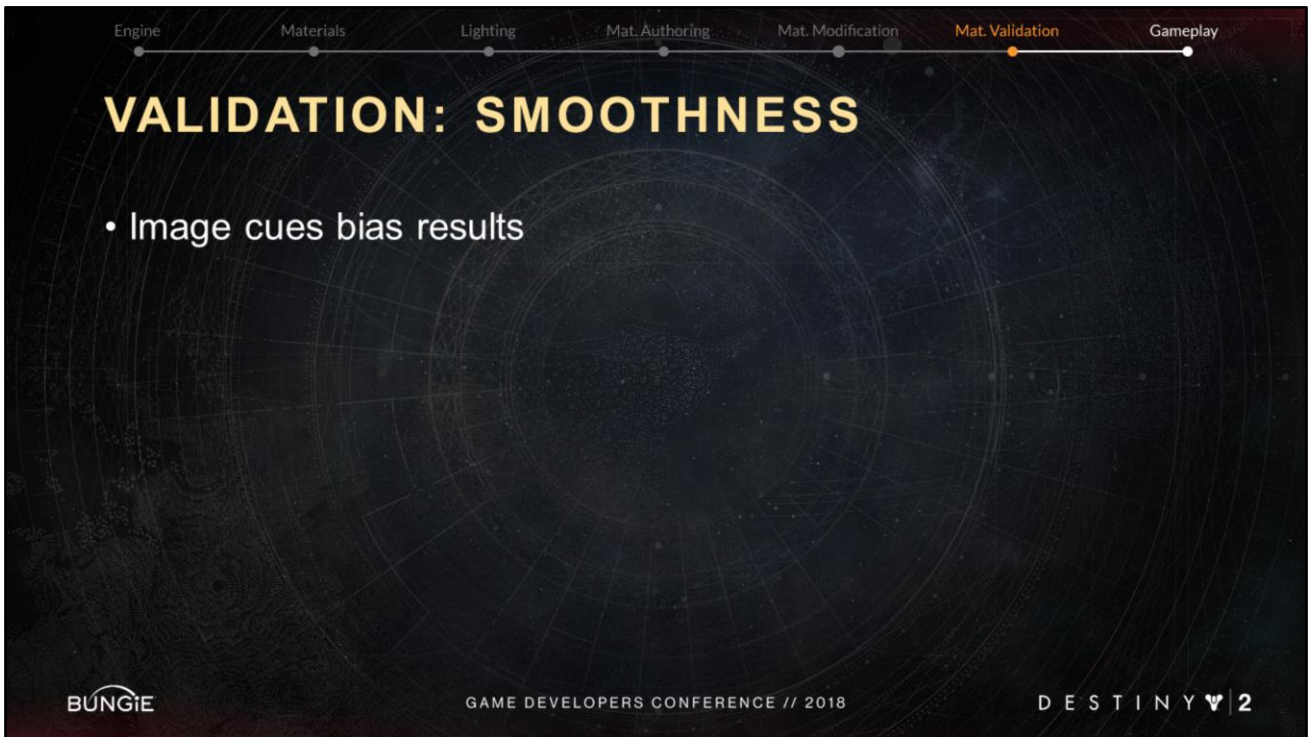 Engine Materials Lighting Mat. Authoring Mat. Modification Mat. Validation Gameplay
VALIDATION: SMOOTHNESS
• Image cues bias results
BUNGiE GAME DEVELOPERS CONFERENCE // 2018 DESTINY 2